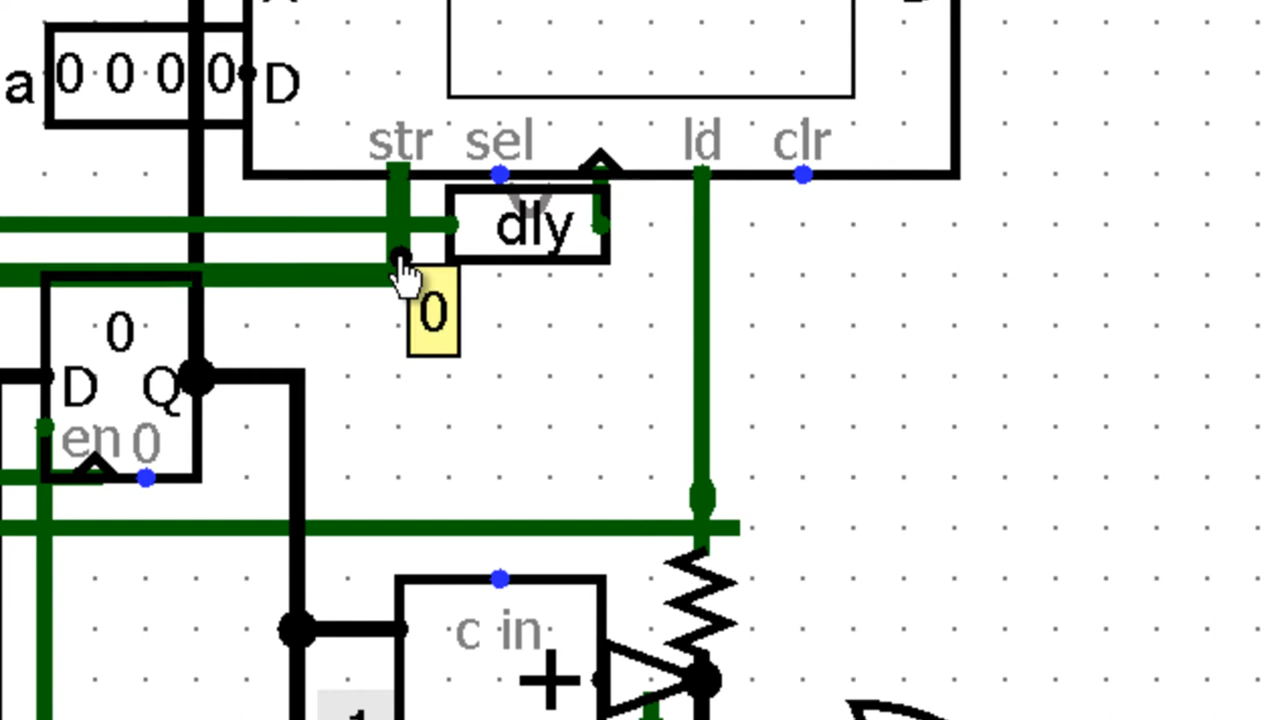 a 0 0 0 0 D
str sel ld clr
dly
0
0
D Q
en 0
c in
+